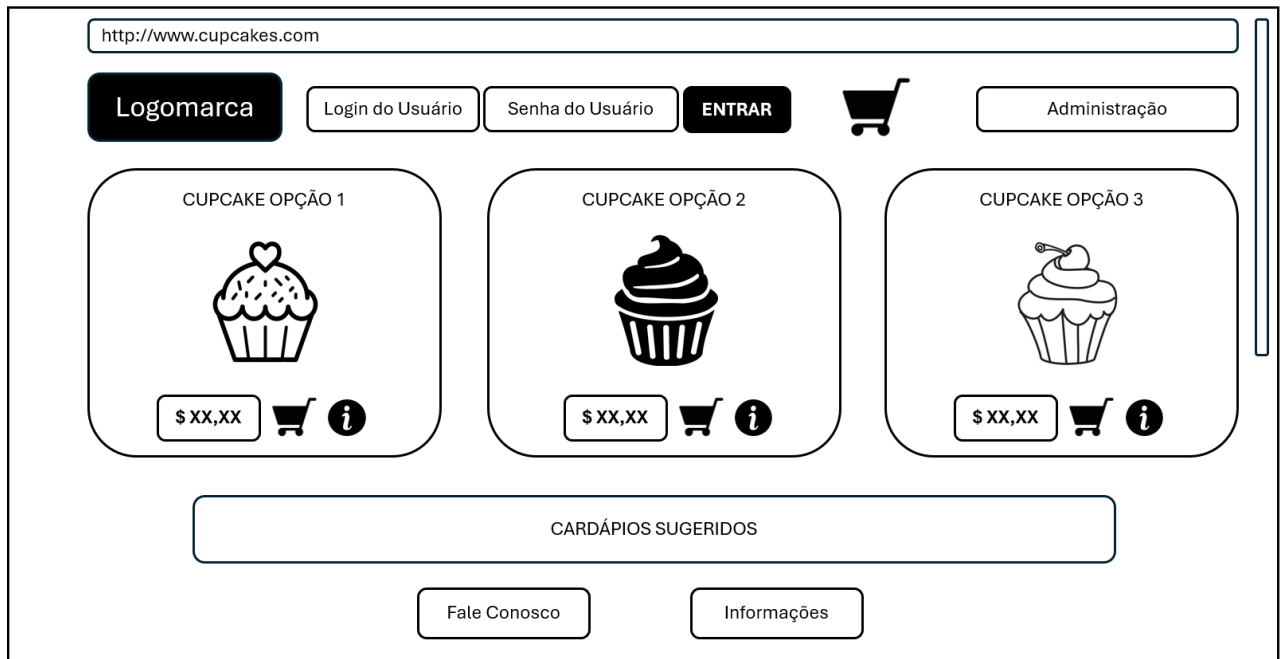 http://www.cupcakes.com
Logomarca
Login do Usuário
Senha do Usuário
ENTRAR
Administração
CUPCAKE OPÇÃO 1
CUPCAKE OPÇÃO 2
CUPCAKE OPÇÃO 3
$ XX,XX
i
$ XX,XX
i
$ XX,XX
i
CARDÁPIOS SUGERIDOS
Fale Conosco
Informações